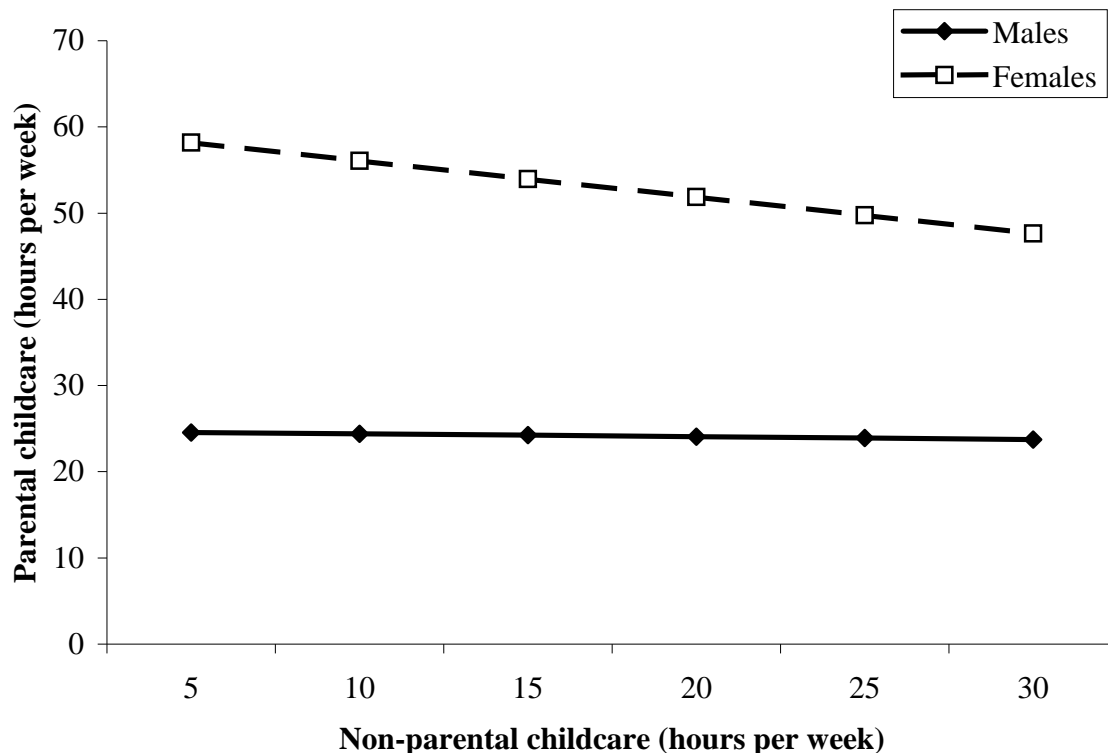 70
60
50
40
30
20
10
0
Parental childcare (hours per week)
Males
Females
5 10 15 20 25 30
Non-parental childcare (hours per week)